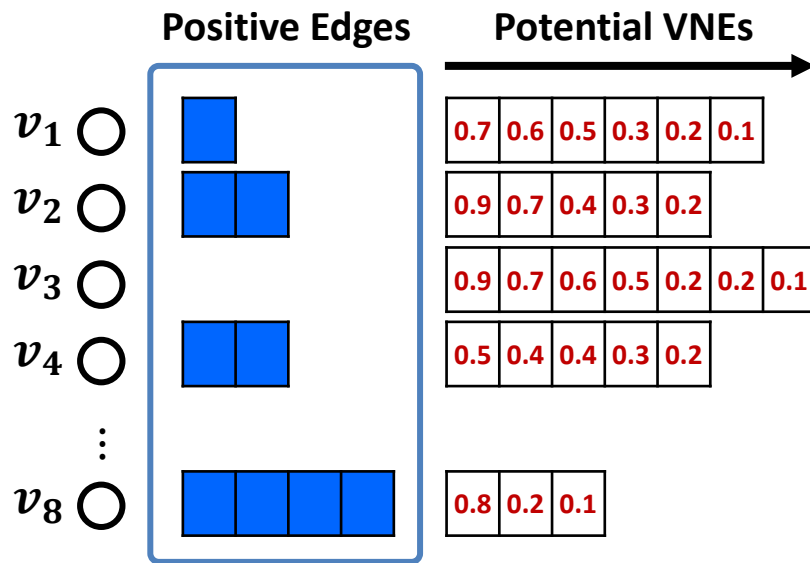 Positive Edges Potential VNEs
v1 0.7 0.6 0.5 0.3 0.2 0.1
v2 0.9 0.7 0.4 0.3 0.2
v3 0.9 0.7 0.6 0.5 0.2 0.2 0.1
v4 0.5 0.4 0.4 0.3 0.2
⋮
v8 0.8 0.2 0.1